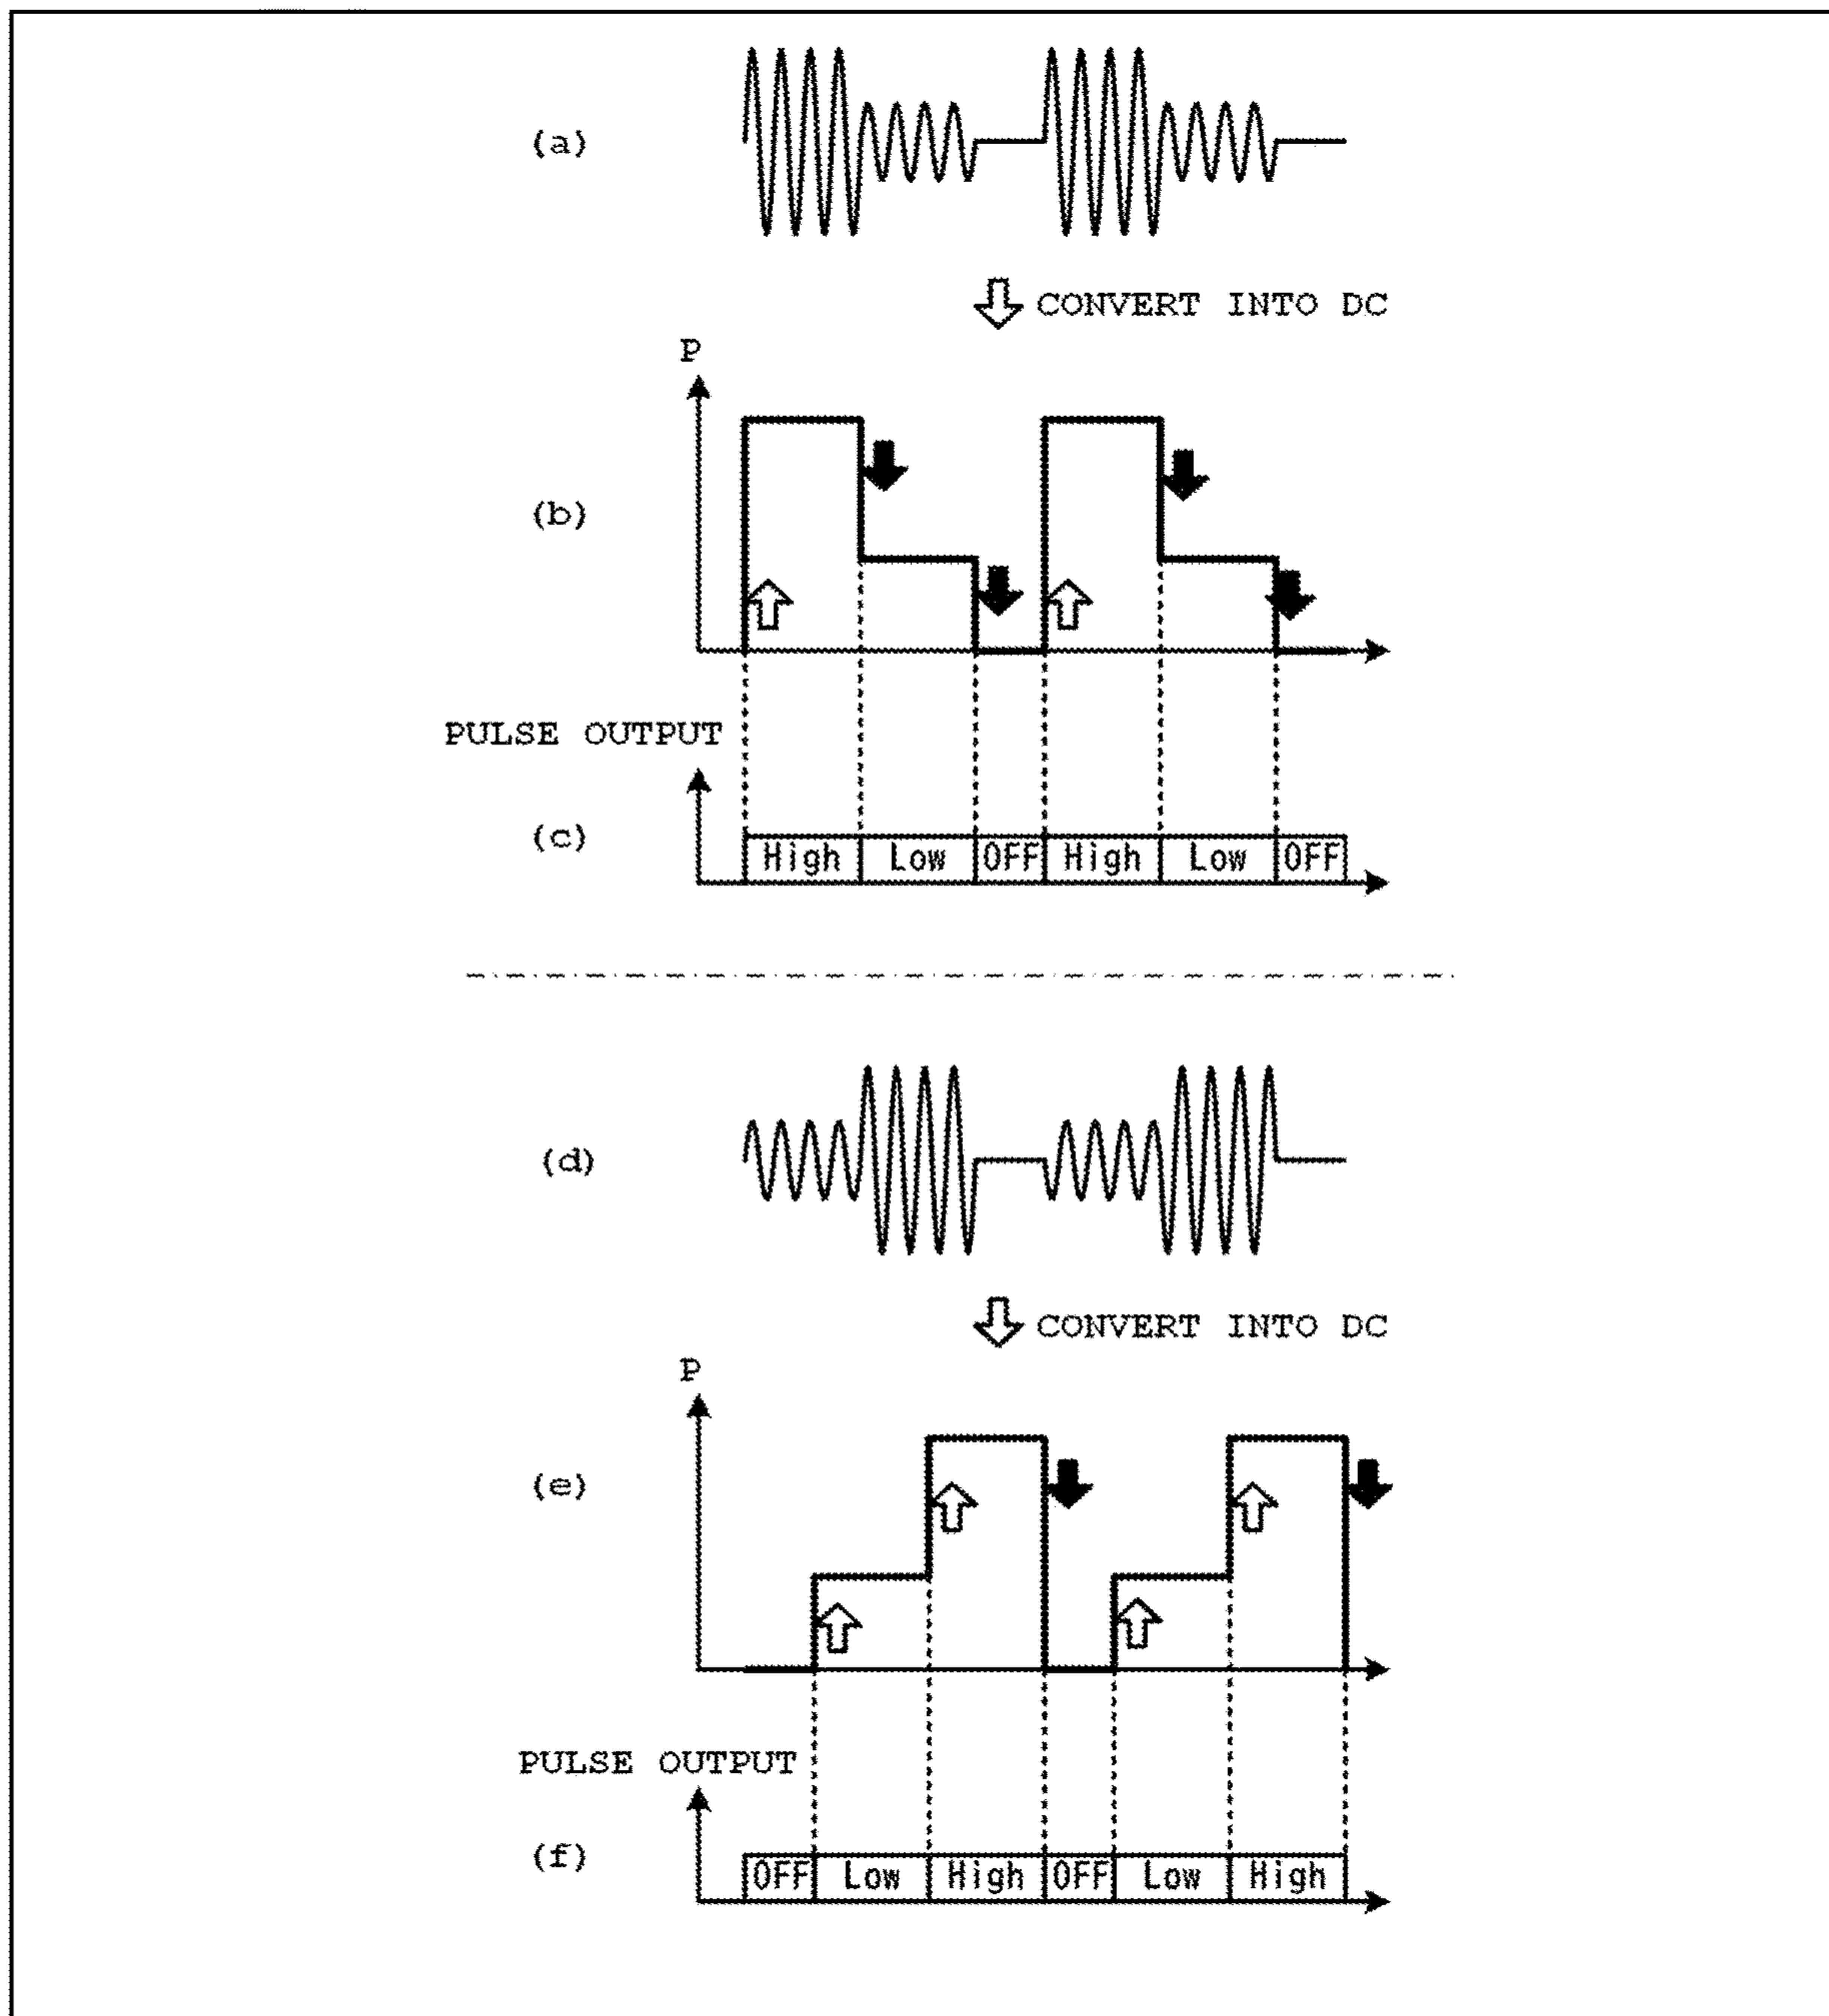 (a)
CONVERT INTO DC
P
(b)
PULSE OUTPUT
(c)
High Low OFF High Low OFF
(d)
CONVERT INTO DC
P
(e)
PULSE OUTPUT
(f)
OFF Low High OFF Low High